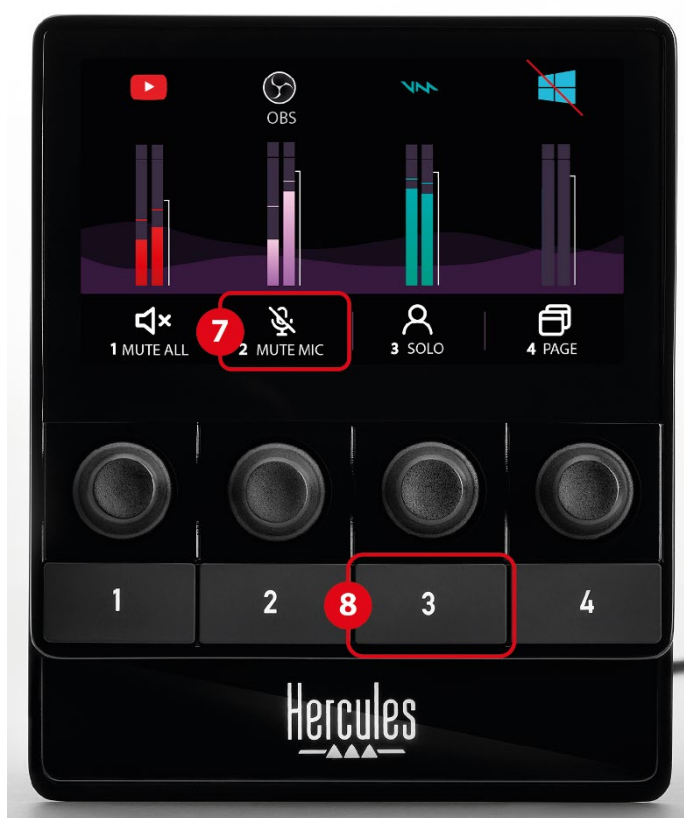 OBS
1 MUTE ALL
7
2 MUTE MIC
3 SOLO
4 PAGE
1
2
8
3
4
Hercules